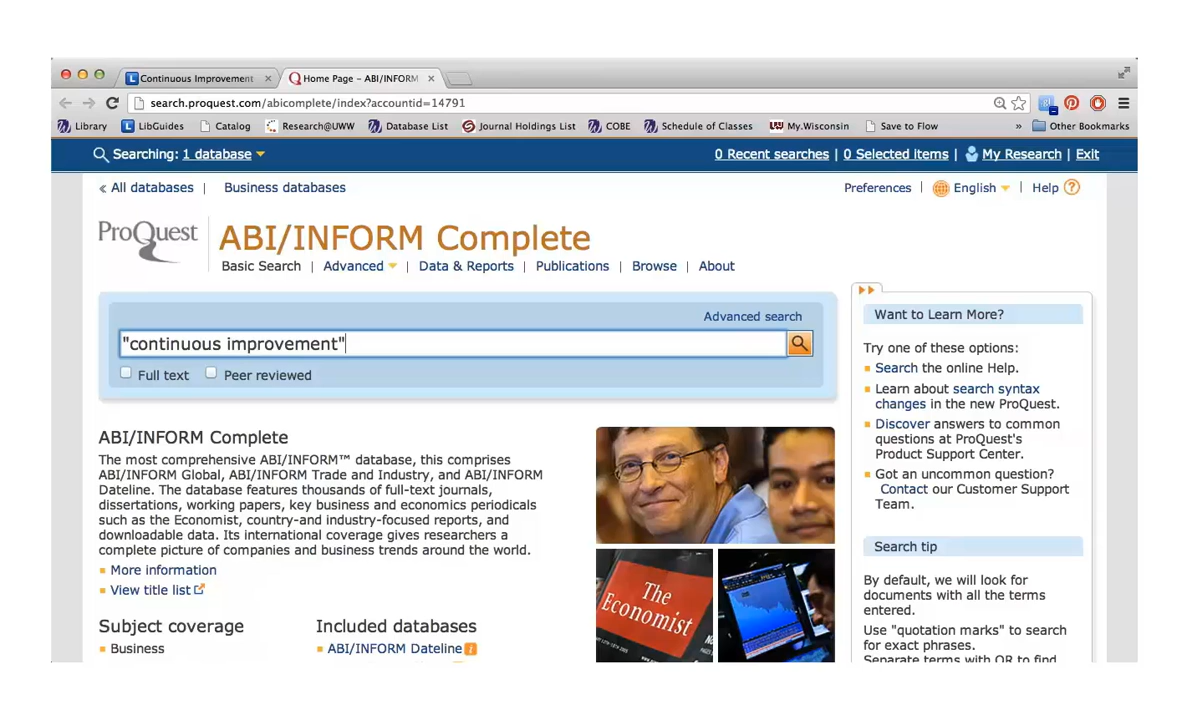 Continuous Improvement
Home Page - ABI/INFORM
search.proquest.com/abicomplete/index?accountid=14791
Library LibGuides Catalog Research@UWW Database List Journal Holdings List COBE Schedule of Classes My.Wisconsin Save to Flow » Other Bookmarks
Searching: 1 database
0 Recent searches | 0 Selected items | My Research | Exit
« All databases | Business databases
Preferences | English | Help ?
ProQuest
ABI/INFORM Complete
Basic Search | Advanced | Data & Reports | Publications | Browse | About
Advanced search
"continuous improvement"
Full text Peer reviewed
ABI/INFORM Complete
The most comprehensive ABI/INFORM™ database, this comprises
ABI/INFORM Global, ABI/INFORM Trade and Industry, and ABI/INFORM
Dateline. The database features thousands of full-text journals,
dissertations, working papers, key business and economics periodicals
such as the Economist, country-and industry-focused reports, and
downloadable data. Its international coverage gives researchers a
complete picture of companies and business trends around the world.
More information
View title list
Subject coverage
Business
Included databases
ABI/INFORM Dateline
The
Economist
Want to Learn More?
Try one of these options:
Search the online Help.
Learn about search syntax
changes in the new ProQuest.
Discover answers to common
questions at ProQuest's
Product Support Center.
Got an uncommon question?
Contact our Customer Support
Team.
Search tip
By default, we will look for
documents with all the terms
entered.
Use "quotation marks" to search
for exact phrases.
Separate terms with OR to find